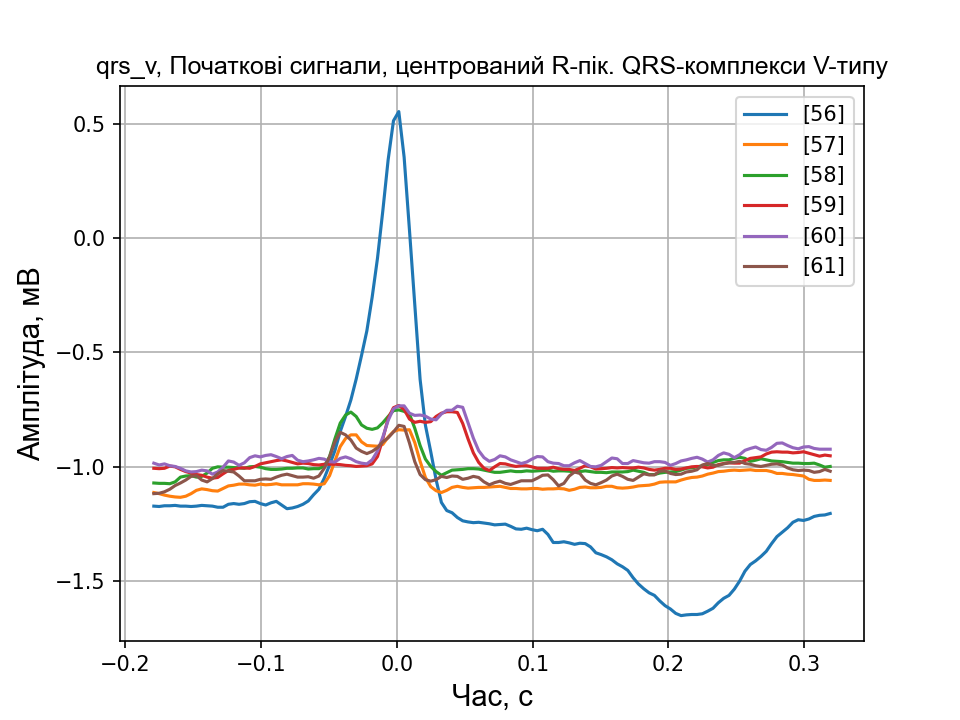 qrs_v, Початкові сигнали, центрований R-пік. QRS-комплекси V-типу
[56]
[57]
[58]
[59]
[60]
[61]
0.5
0.0
−0.5
−1.0
−1.5
Амплітуда, мВ
−0.2 −0.1 0.0 0.1 0.2 0.3
Час, с